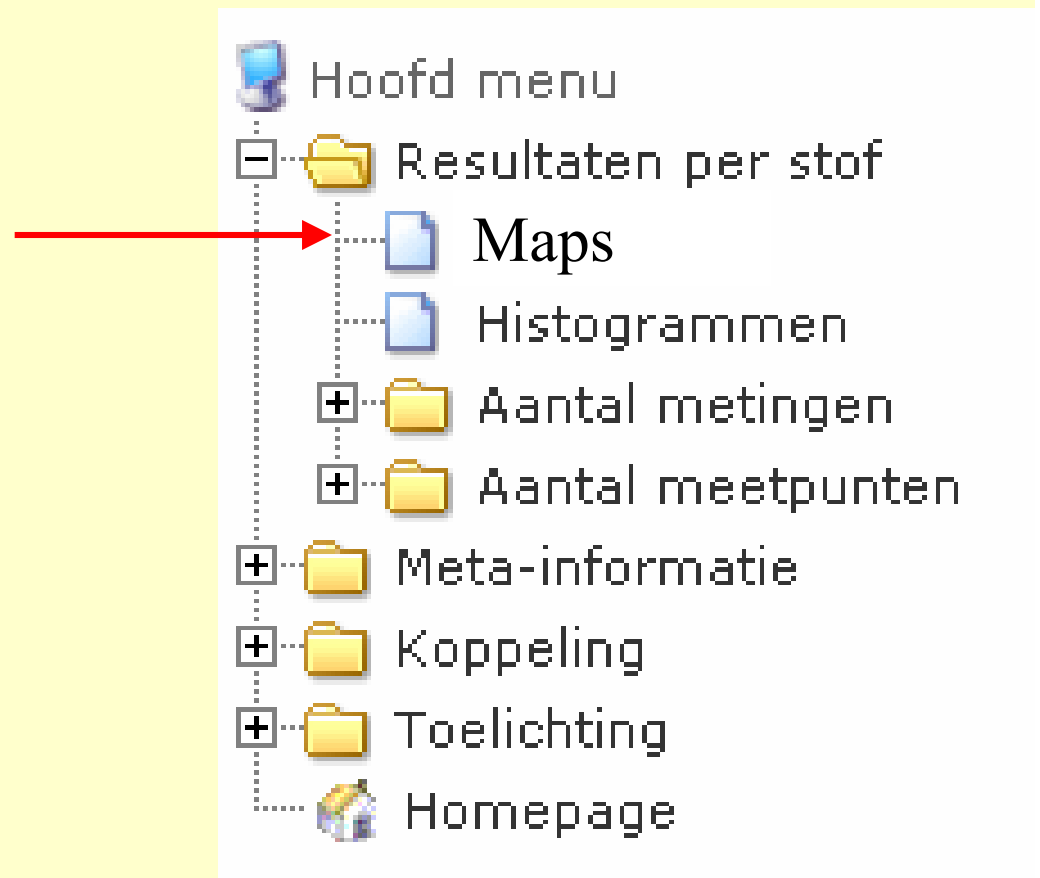 Hoofd menu
Resultaten per stof
Maps
Histogrammen
Aantal metingen
Aantal meetpunten
Meta-informatie
Koppeling
Toelichting
Homepage